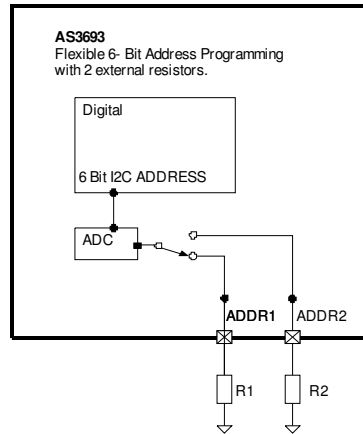 AS3693
Flexible 6- Bit Address Programming
with 2 external resistors.
Digital
6 Bit I2C ADDRESS
ADC
ADDR1 ADDR2
R1 R2